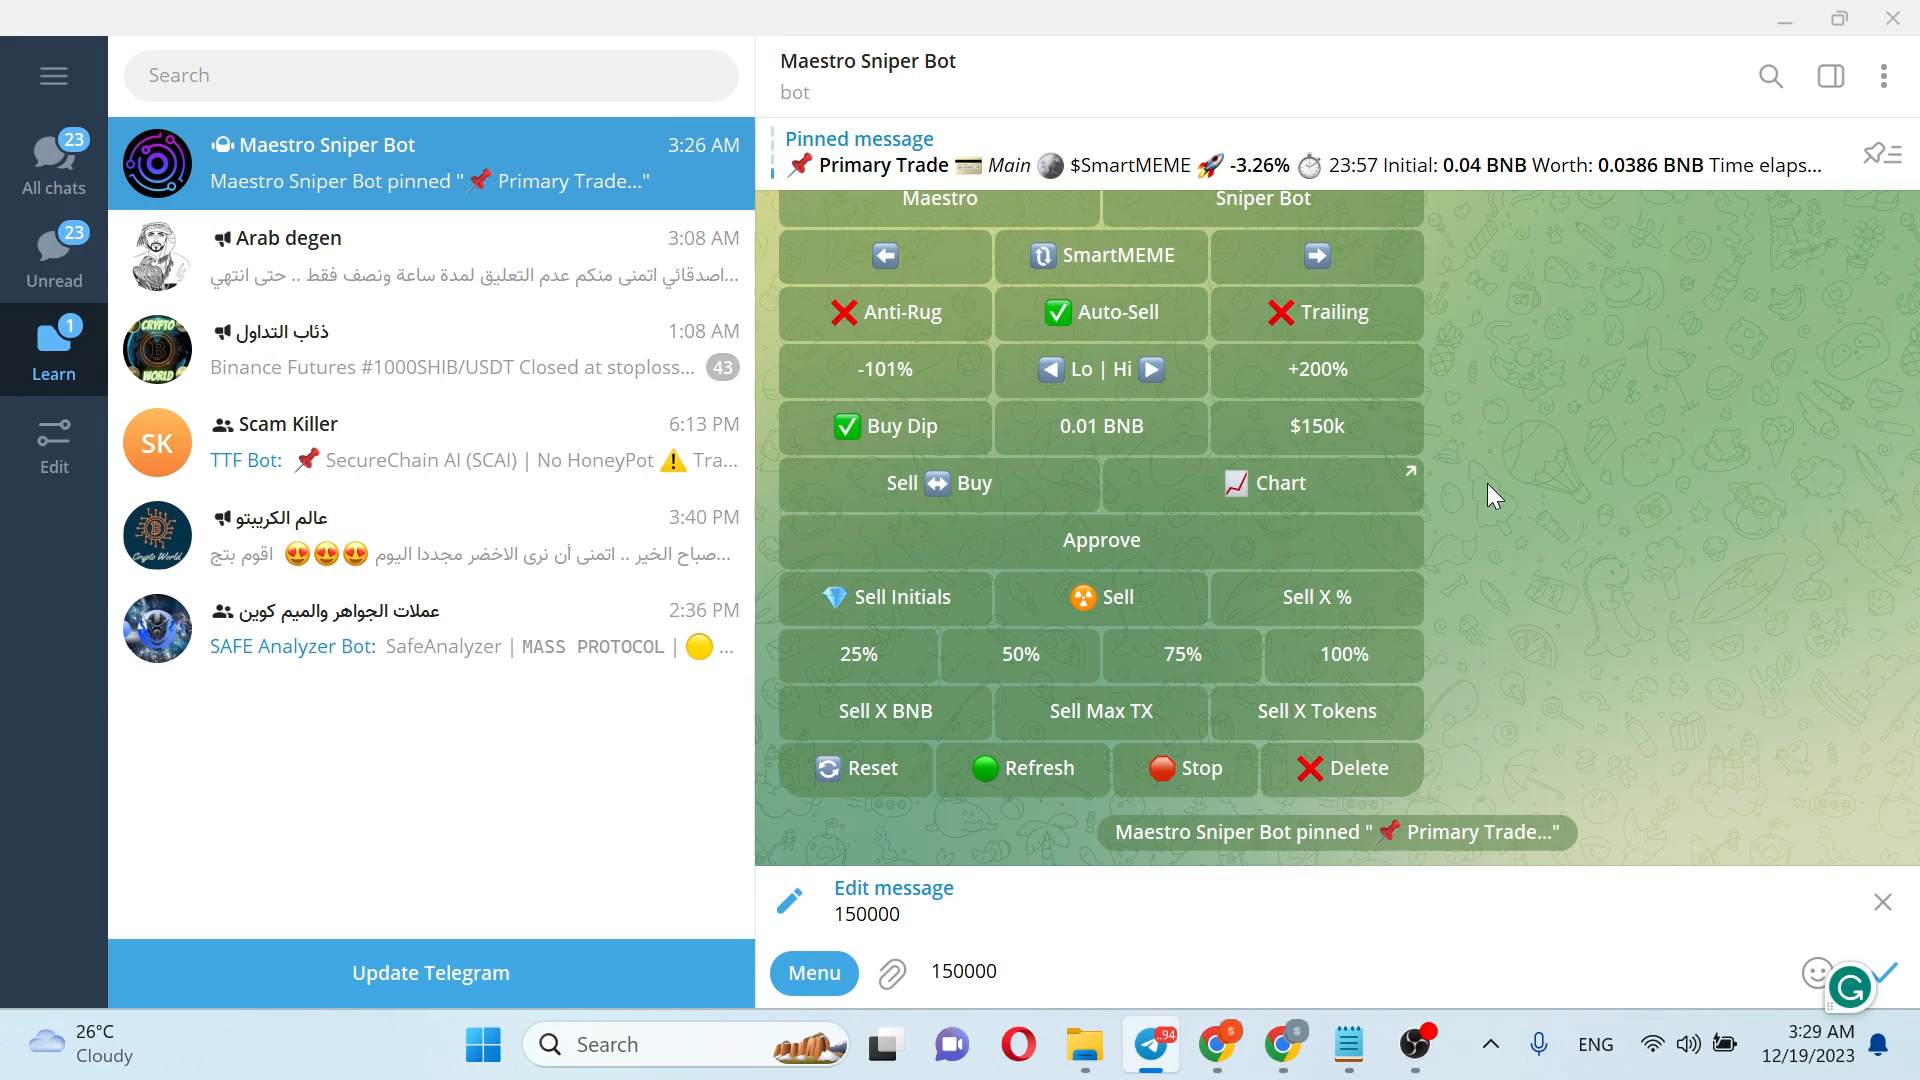 Search
Maestro Sniper Bot
bot
23
All chats
23
Unread
1
Learn
Edit
Maestro Sniper Bot 3:26 AM
Maestro Sniper Bot pinned " 📌 Primary Trade..."
Arab degen 3:08 AM
اصدقائي اتمنى منكم عدم التعليق لمدة ساعة ونصف فقط .. حتى انتهي...
ذئاب التداول 1:08 AM
Binance Futures #1000SHIB/USDT Closed at stoploss... 43
SK
Scam Killer 6:13 PM
TTF Bot: 📌 SecureChain AI (SCAI) | No HoneyPot ⚠ Tra...
عالم الكريبتو 3:40 PM
صباح الخير .. اتمنى أن نرى الاخضر مجددا اليوم 😍😍😍 اقوم بتج...
عملات الجواهر والميم كوين 2:36 PM
SAFE Analyzer Bot: SafeAnalyzer | MASS PROTOCOL | 🟡 ...
CRYPTO
WORLD
Crypto World
Update Telegram
Pinned message
📌 Primary Trade 💳 Main 🌚 $SmartMEME 🚀 -3.26% ⏱ 23:57 Initial: 0.04 BNB Worth: 0.0386 BNB Time elaps...
Maestro Sniper Bot
⬅ 🔃 SmartMEME ➡
❌ Anti-Rug ✅ Auto-Sell ❌ Trailing
-101% ◀ Lo | Hi ▶ +200%
✅ Buy Dip 0.01 BNB $150k
Sell ↔ Buy 📈 Chart
Approve
💎 Sell Initials ☢ Sell Sell X %
25% 50% 75% 100%
Sell X BNB Sell Max TX Sell X Tokens
🔄 Reset 🟢 Refresh 🛑 Stop ❌ Delete
Maestro Sniper Bot pinned " 📌 Primary Trade..."
Edit message
150000
Menu 150000
26°C
Cloudy
Search
..94
S
S
ENG
3:29 AM
12/19/2023